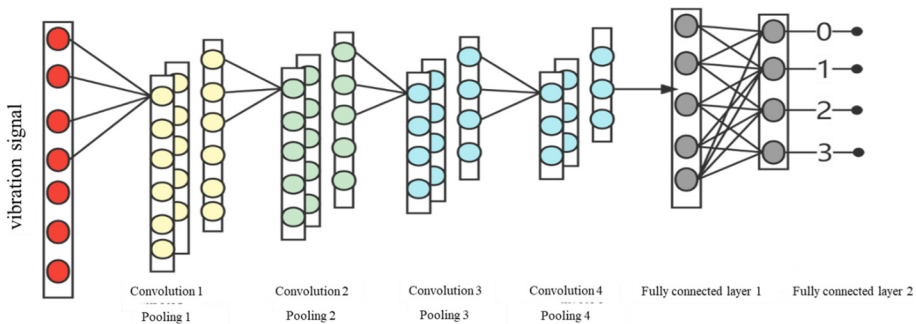 0
1
2
3
vibration signal
Convolution 1
Pooling 1
Convolution 2
Pooling 2
Convolution 3
Pooling 3
Convolution 4
Pooling 4
Fully connected layer 1
Fully connected layer 2